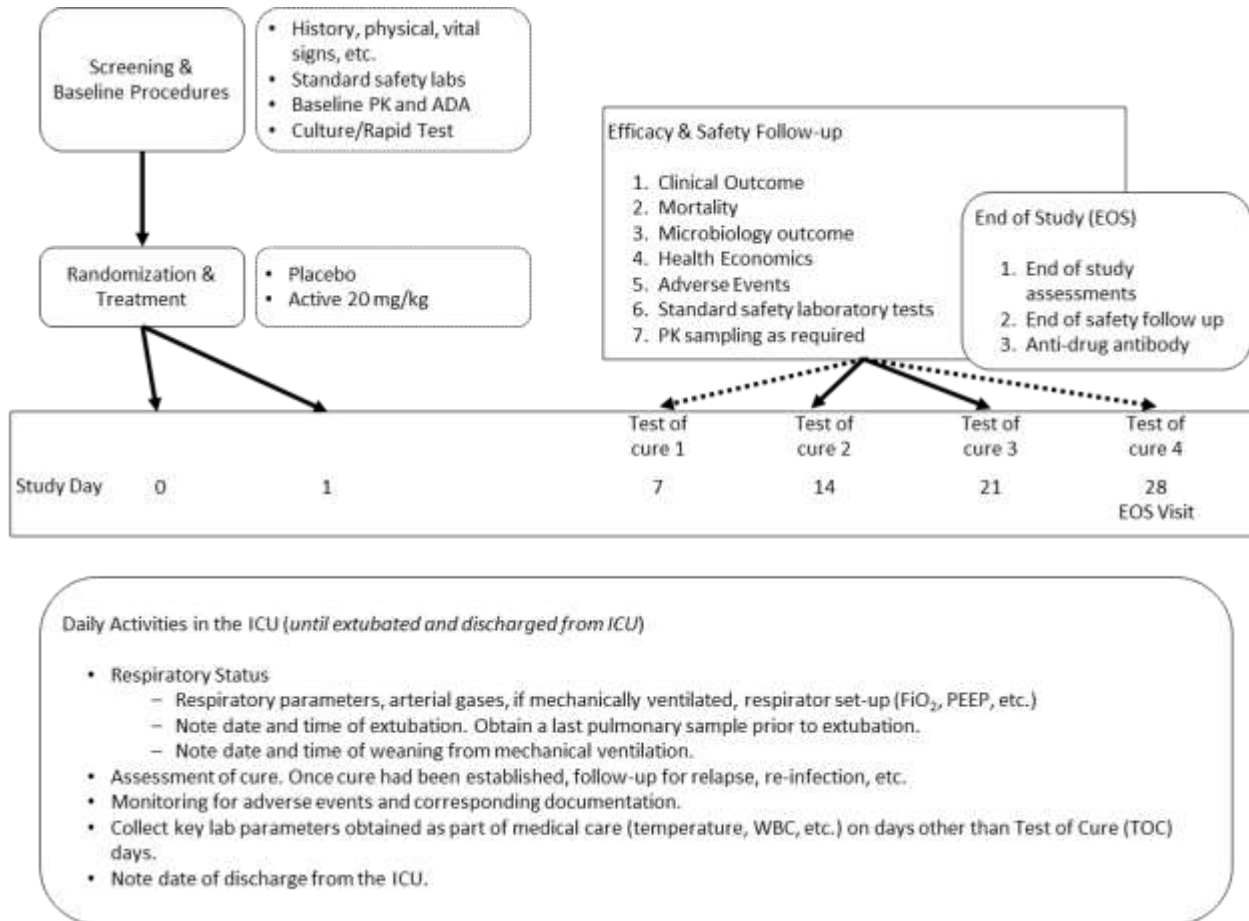 Screening &
Baseline Procedures
• History, physical, vital
signs, etc.
• Standard safety labs
• Baseline PK and ADA
• Culture/Rapid Test
Randomization &
Treatment
• Placebo
• Active 20 mg/kg
Efficacy & Safety Follow-up
1. Clinical Outcome
2. Mortality
3. Microbiology outcome
4. Health Economics
5. Adverse Events
6. Standard safety laboratory tests
7. PK sampling as required
End of Study (EOS)
1. End of study
assessments
2. End of safety follow up
3. Anti-drug antibody
Test of
cure 1
Test of
cure 2
Test of
cure 3
Test of
cure 4
Study Day 0 1 7 14 21 28
EOS Visit
Daily Activities in the ICU (until extubated and discharged from ICU)
• Respiratory Status
– Respiratory parameters, arterial gases, if mechanically ventilated, respirator set-up (FiO₂, PEEP, etc.)
– Note date and time of extubation. Obtain a last pulmonary sample prior to extubation.
– Note date and time of weaning from mechanical ventilation.
• Assessment of cure. Once cure had been established, follow-up for relapse, re-infection, etc.
• Monitoring for adverse events and corresponding documentation.
• Collect key lab parameters obtained as part of medical care (temperature, WBC, etc.) on days other than Test of Cure (TOC)
days.
• Note date of discharge from the ICU.